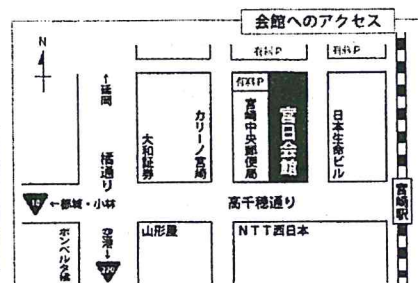 会館へのアクセス
N
有料P
有料P
有料P
←延岡
橘通り
大和証券
カリーノ宮崎
宮崎中央郵便局
宮日会館
日本生命ビル
宮崎駅
10
←都城・小林
高千穂通り
空港→
220
ボンベルタ橘
山形屋
NTT西日本